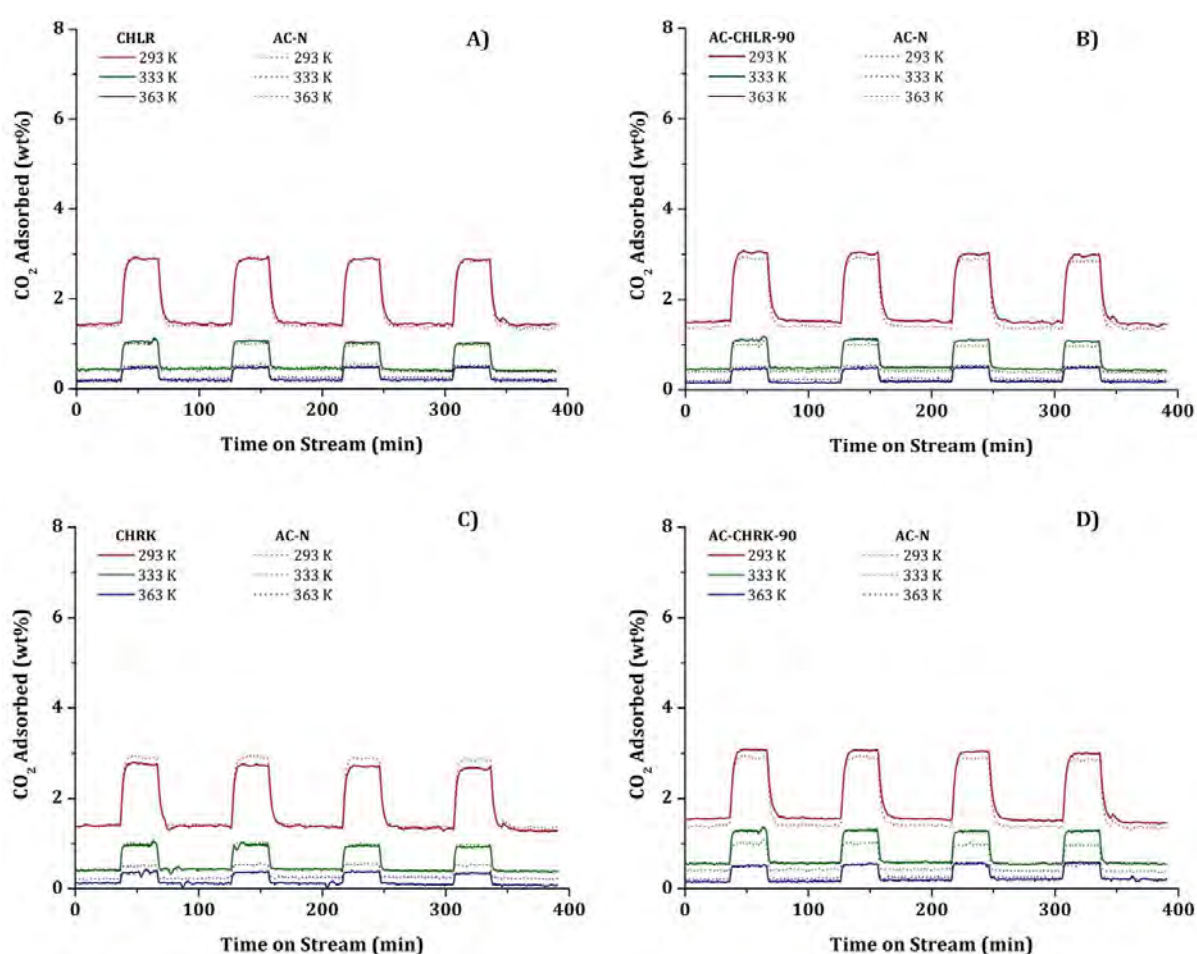 A)
CHLR AC-N
293 K 293 K
333 K 333 K
363 K 363 K
CO2 Adsorbed (wt%)
8
6
4
2
0
0 100 200 300 400
Time on Stream (min)
B)
AC-CHLR-90 AC-N
293 K 293 K
333 K 333 K
363 K 363 K
CO2 Adsorbed (wt%)
8
6
4
2
0
0 100 200 300 400
Time on Stream (min)
C)
CHRK AC-N
293 K 293 K
333 K 333 K
363 K 363 K
CO2 Adsorbed (wt%)
8
6
4
2
0
0 100 200 300 400
Time on Stream (min)
D)
AC-CHRK-90 AC-N
293 K 293 K
333 K 333 K
363 K 363 K
CO2 Adsorbed (wt%)
8
6
4
2
0
0 100 200 300 400
Time on Stream (min)